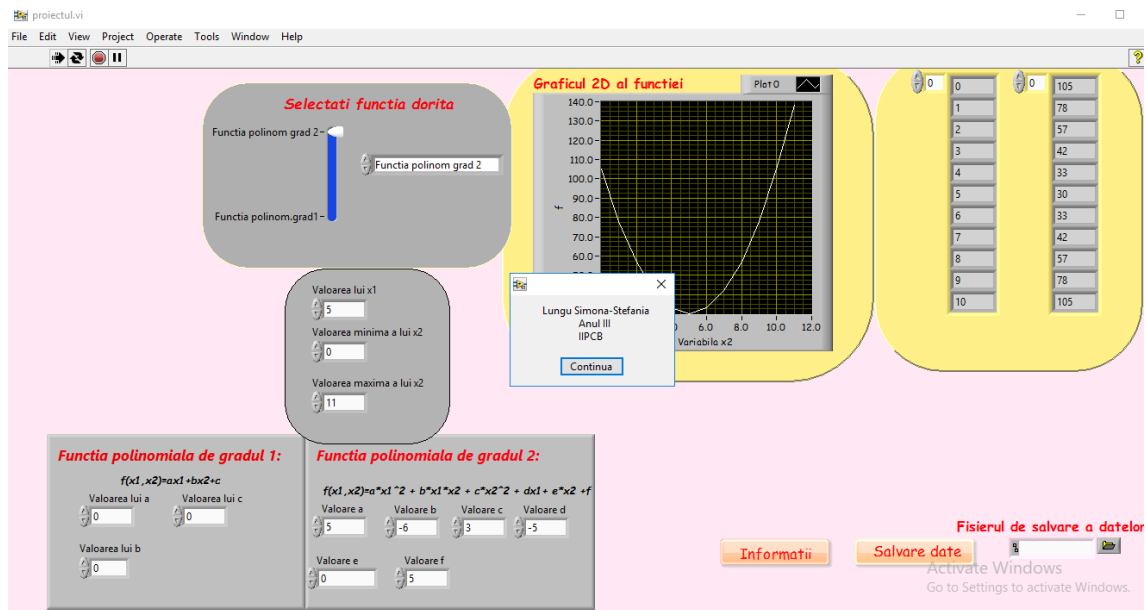 proiectul.vi
File Edit View Project Operate Tools Window Help
Selectati functia dorita
Functia polinom grad 2
Functia polinom grad 2
Functia polinom.grad1
Graficul 2D al functiei
Plot 0
140.0
130.0
120.0
110.0
100.0
90.0
80.0
70.0
60.0
f
6.0 8.0 10.0 12.0
Variabila x2
0 0 0 105
1 78
2 57
3 42
4 33
5 30
6 33
7 42
8 57
9 78
10 105
Lungu Simona-Stefania
Anul III
IIPCB
Continua
Valoarea lui x1
5
Valoarea minima a lui x2
0
Valoarea maxima a lui x2
11
Functia polinomiala de gradul 1:
f(x1,x2)=ax1+bx2+c
Valoarea lui a Valoarea lui c
0 0
Valoarea lui b
0
Functia polinomiala de gradul 2:
f(x1,x2)=a*x1^2 + b*x1*x2 + c*x2^2 + dx1+ e*x2 +f
Valoare a Valoare b Valoare c Valoare d
5 -6 3 -5
Valoare e Valoare f
0 5
Informatii
Salvare date
Fisierul de salvare a datelor
Activate Windows
Go to Settings to activate Windows.